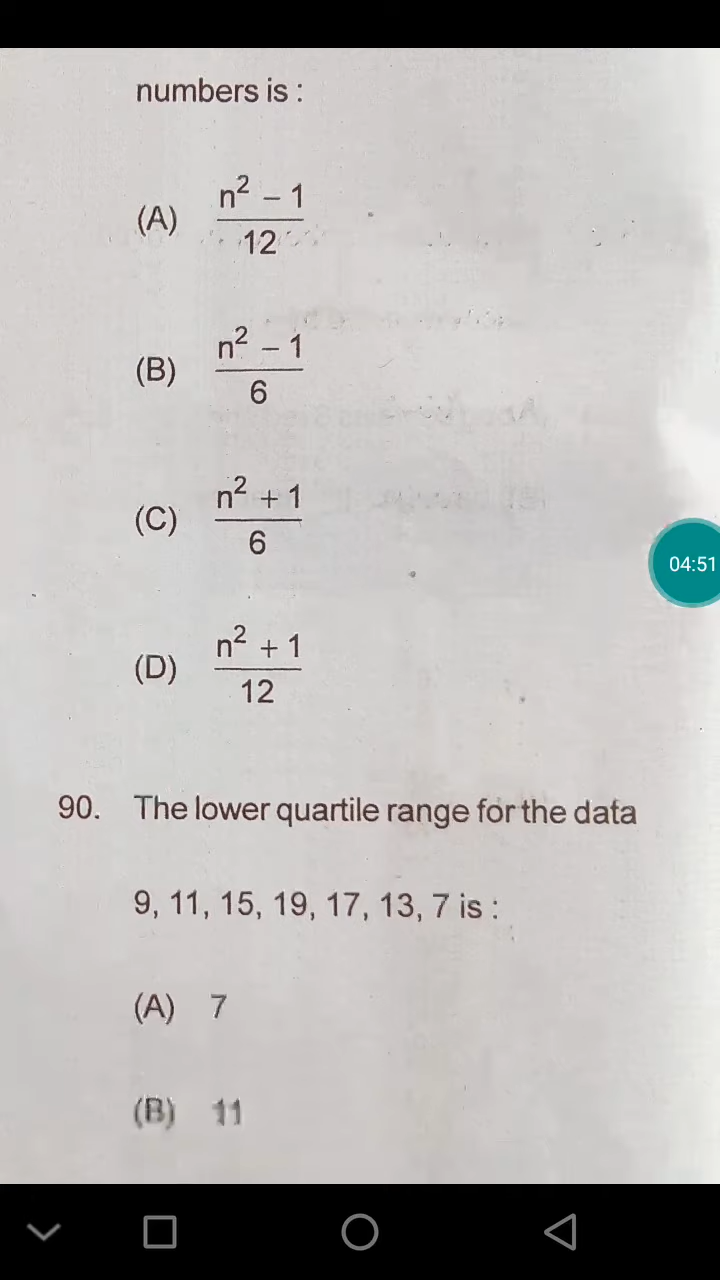 numbers is :
(A) n² – 1
12
(B) n² – 1
6
(C) n² + 1
6
04:51
(D) n² + 1
12
90. The lower quartile range for the data
9, 11, 15, 19, 17, 13, 7 is :
(A) 7
(B) 11